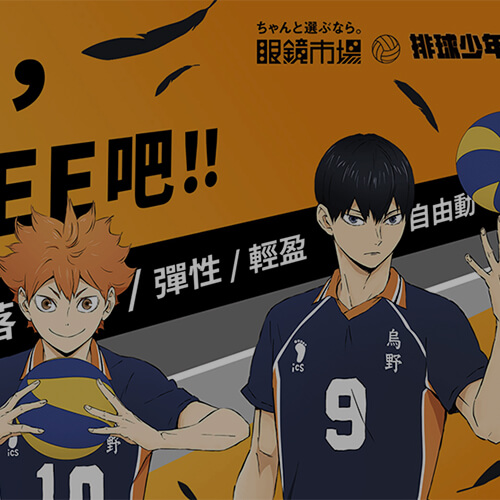 ちゃんと選ぶなら。
眼鏡市場
排球少年
,
EE吧!!
落 / 彈性 / 輕盈
自由動
烏野
9
ics
野
10
ics